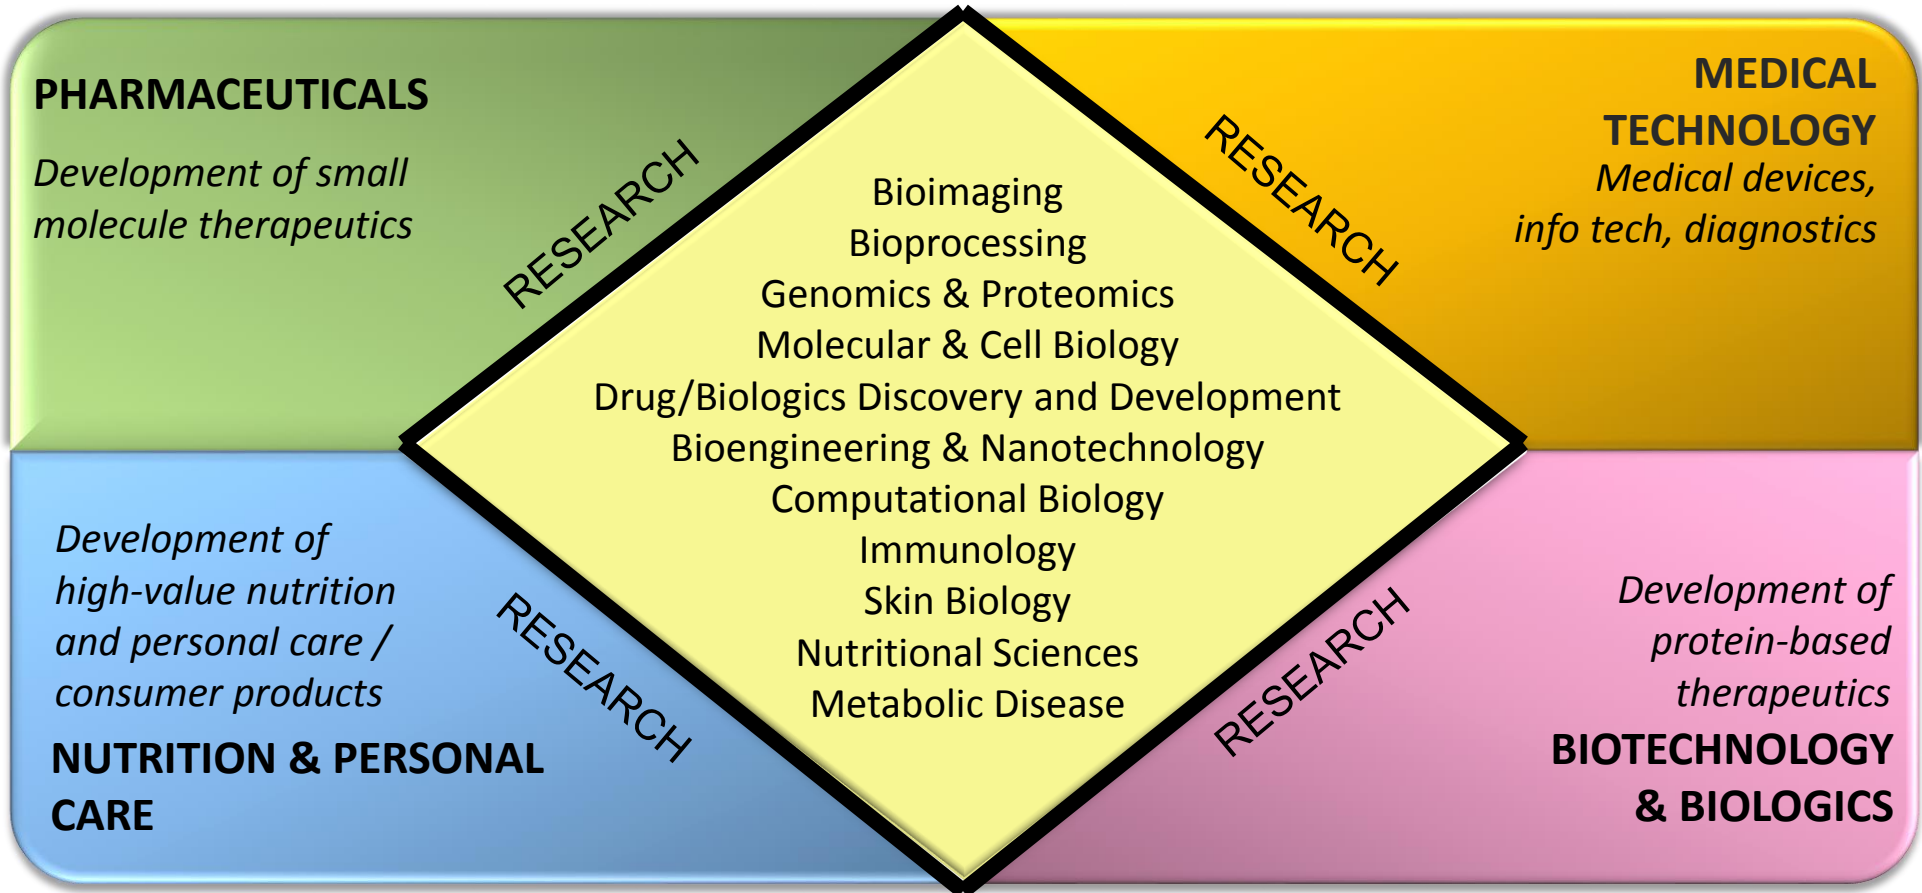 PHARMACEUTICALS
Development of small
molecule therapeutics
RESEARCH
MEDICAL
TECHNOLOGY
Medical devices,
info tech, diagnostics
RESEARCH
Bioimaging
Bioprocessing
Genomics & Proteomics
Molecular & Cell Biology
Drug/Biologics Discovery and Development
Bioengineering & Nanotechnology
Computational Biology
Immunology
Skin Biology
Nutritional Sciences
Metabolic Disease
Development of
high-value nutrition
and personal care /
consumer products
NUTRITION & PERSONAL
CARE
RESEARCH
RESEARCH
Development of
protein-based
therapeutics
BIOTECHNOLOGY
& BIOLOGICS